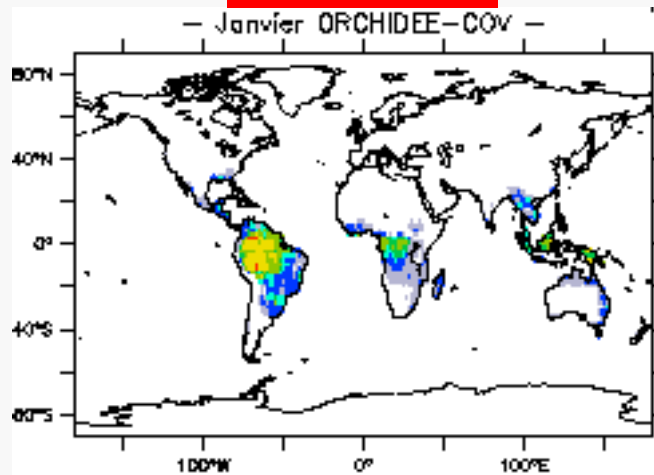 — Janvier ORCHIDEE-COV —
80°N
40°N
0°
40°S
80°S
100°W 0° 100°E